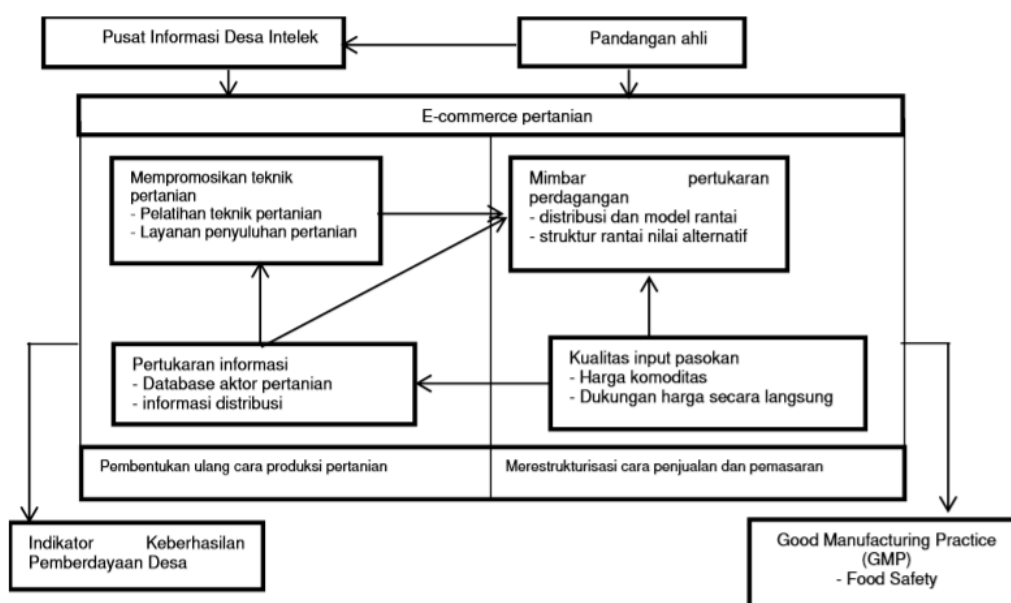 Pusat Informasi Desa Intelek
Pandangan ahli
E-commerce pertanian
Mempromosikan teknik
pertanian
- Pelatihan teknik pertanian
- Layanan penyuluhan pertanian
Mimbar pertukaran
perdagangan
- distribusi dan model rantai
- struktur rantai nilai alternatif
Pertukaran informasi
- Database aktor pertanian
- informasi distribusi
Kualitas input pasokan
- Harga komoditas
- Dukungan harga secara langsung
Pembentukan ulang cara produksi pertanian
Merestrukturisasi cara penjualan dan pemasaran
Indikator Keberhasilan
Pemberdayaan Desa
Good Manufacturing Practice
(GMP)
- Food Safety